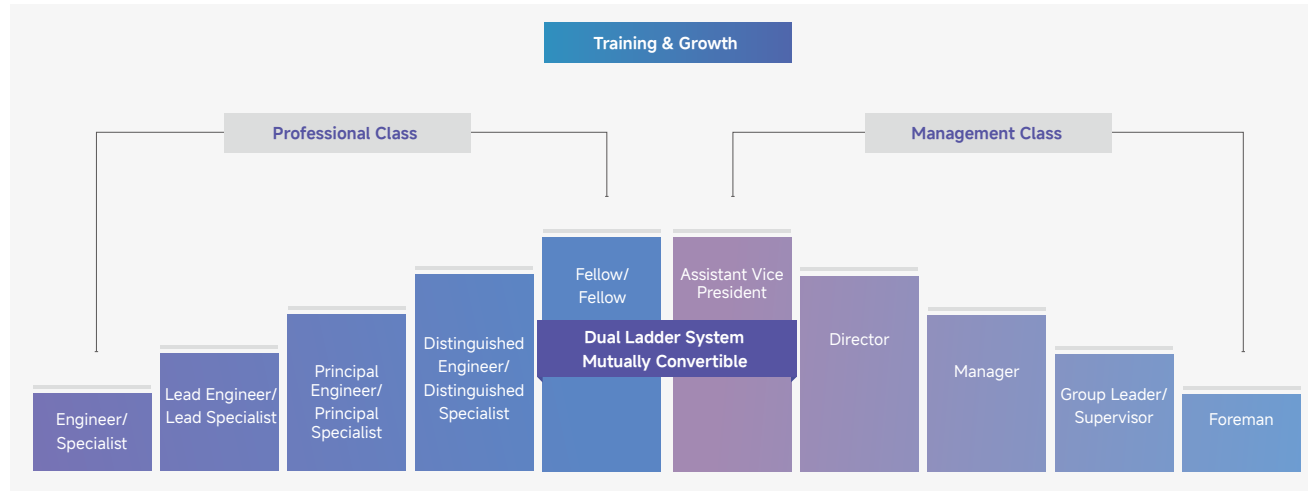 Training & Growth
Professional Class
Management Class
Engineer/
Specialist
Lead Engineer/
Lead Specialist
Principal
Engineer/
Principal
Specialist
Distinguished
Engineer/
Distinguished
Specialist
Fellow/
Fellow
Assistant Vice
President
Dual Ladder System
Mutually Convertible
Director
Manager
Group Leader/
Supervisor
Foreman